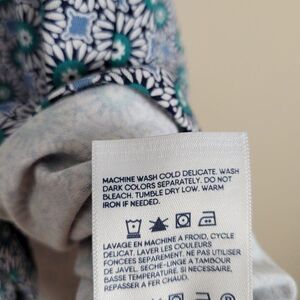 MACHINE WASH COLD DELICATE. WASH
DARK COLORS SEPARATELY. DO NOT
BLEACH. TUMBLE DRY LOW. WARM
IRON IF NEEDED.
LAVAGE EN MACHINE A FROID, CYCLE
DELICAT. LAVER LES COULEURS
FONCEES SEPAREMENT. NE PAS UTILISER
DE JAVEL. SECHE-LINGE A TAMBOUR
BASSE TEMPERATURE. SI NECESSAIRE,
REPASSER A FER CHAUD.